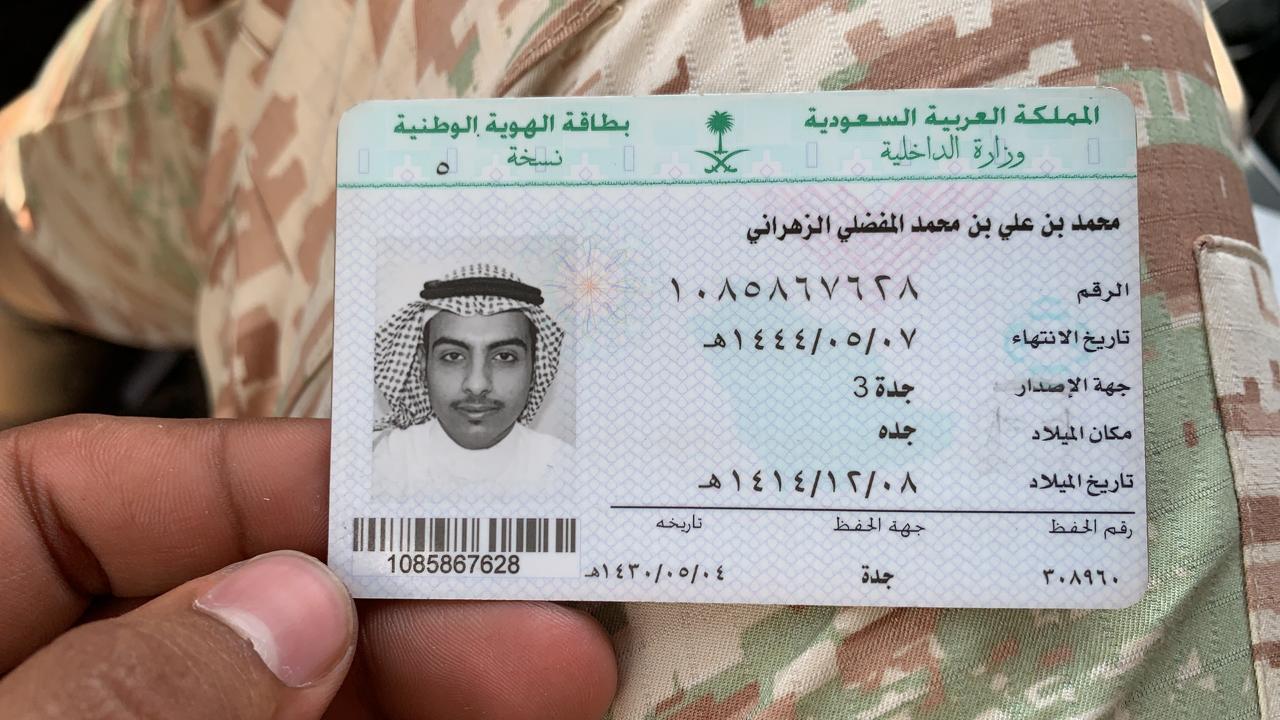 المملكة العربية السعودية
وزارة الداخلية
بطاقة الهوية الوطنية
نسخة ٥
محمد بن علي بن محمد المفضلي الزهراني
الرقم ١٠٨٥٨٦٧٦٢٨
تاريخ الانتهاء ١٤٤٤/٠٥/٠٧هـ
جهة الإصدار جدة 3
مكان الميلاد جده
تاريخ الميلاد ١٤١٤/١٢/٠٨هـ
رقم الحفظ جهة الحفظ تاريخه
٣٠٨٩٦٠ جدة ١٤٣٠/٠٥/٠٤هـ
1085867628